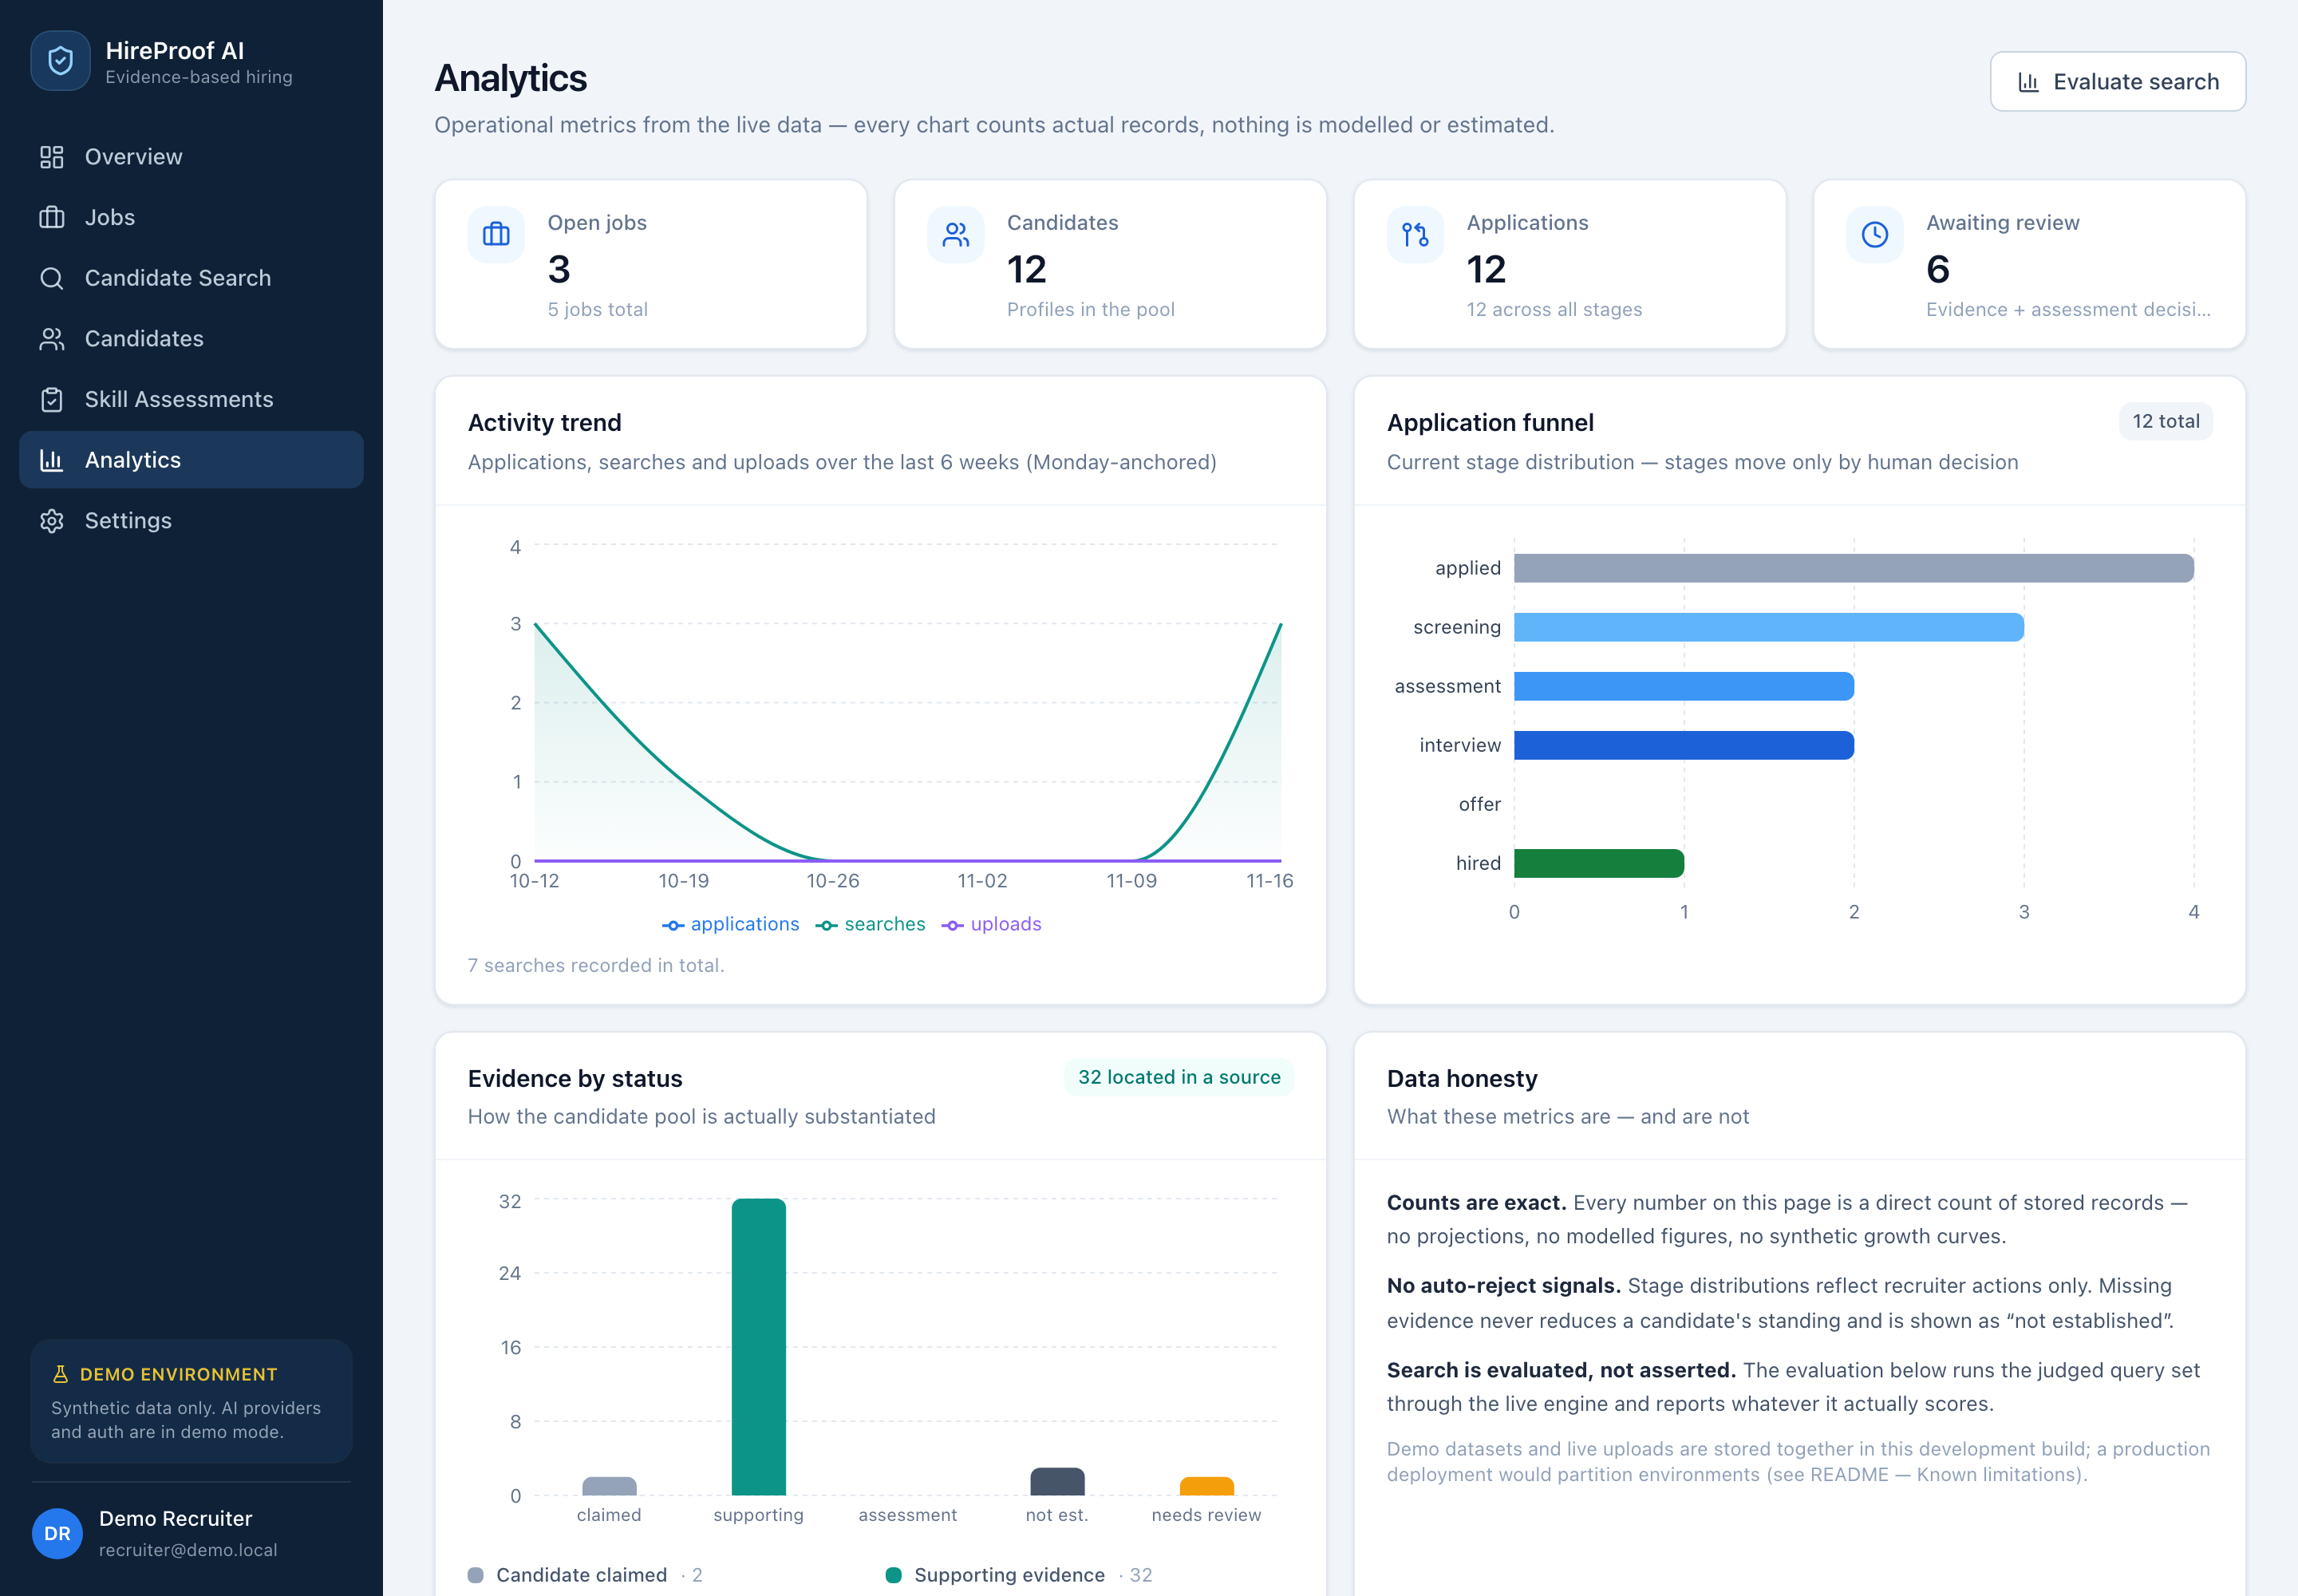 HireProof AI
Evidence-based hiring
Overview
Jobs
Candidate Search
Candidates
Skill Assessments
Analytics
Settings
DEMO ENVIRONMENT
Synthetic data only. AI providers
and auth are in demo mode.
DR
Demo Recruiter
recruiter@demo.local
Analytics
Operational metrics from the live data — every chart counts actual records, nothing is modelled or estimated.
Evaluate search
Open jobs
3
5 jobs total
Candidates
12
Profiles in the pool
Applications
12
12 across all stages
Awaiting review
6
Evidence + assessment decisi...
Activity trend
Applications, searches and uploads over the last 6 weeks (Monday-anchored)
4
3
2
1
0
10-12 10-19 10-26 11-02 11-09 11-16
applications searches uploads
7 searches recorded in total.
Application funnel
12 total
Current stage distribution — stages move only by human decision
applied
screening
assessment
interview
offer
hired
0 1 2 3 4
Evidence by status
32 located in a source
How the candidate pool is actually substantiated
32
24
16
8
0
claimed supporting assessment not est. needs review
Candidate claimed · 2
Supporting evidence · 32
Data honesty
What these metrics are — and are not
Counts are exact. Every number on this page is a direct count of stored records —
no projections, no modelled figures, no synthetic growth curves.
No auto-reject signals. Stage distributions reflect recruiter actions only. Missing
evidence never reduces a candidate's standing and is shown as “not established”.
Search is evaluated, not asserted. The evaluation below runs the judged query set
through the live engine and reports whatever it actually scores.
Demo datasets and live uploads are stored together in this development build; a production
deployment would partition environments (see README — Known limitations).